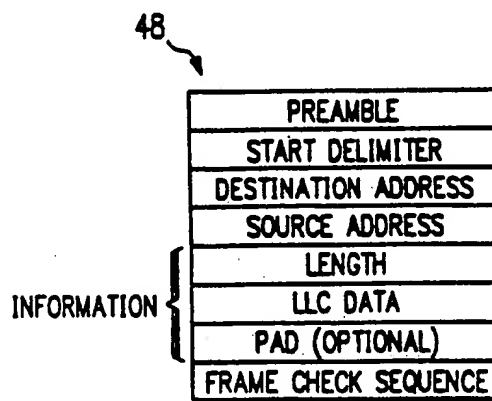 48
PREAMBLE
START DELIMITER
DESTINATION ADDRESS
SOURCE ADDRESS
LENGTH
INFORMATION
LLC DATA
PAD (OPTIONAL)
FRAME CHECK SEQUENCE